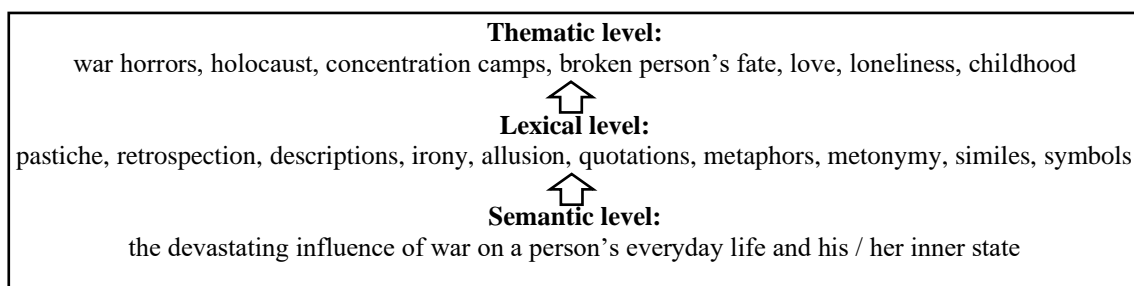 Thematic level:
war horrors, holocaust, concentration camps, broken person’s fate, love, loneliness, childhood
Lexical level:
pastiche, retrospection, descriptions, irony, allusion, quotations, metaphors, metonymy, similes, symbols
Semantic level:
the devastating influence of war on a person’s everyday life and his / her inner state